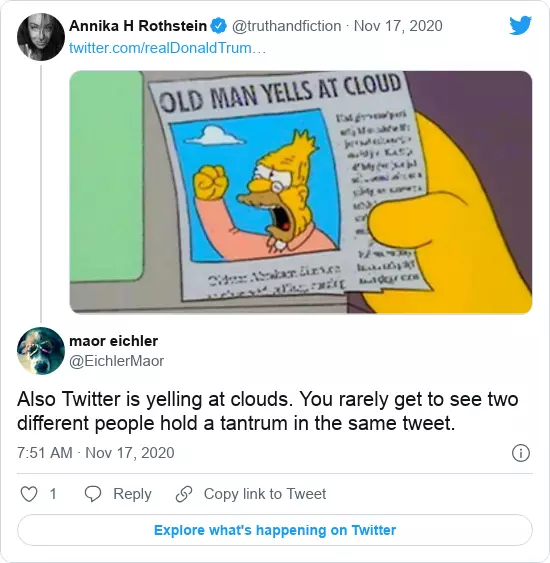 Annika H Rothstein @truthandfiction · Nov 17, 2020
twitter.com/realDonaldTrum…
OLD MAN YELLS AT CLOUD
maor eichler
@EichlerMaor
Also Twitter is yelling at clouds. You rarely get to see two
different people hold a tantrum in the same tweet.
7:51 AM · Nov 17, 2020
1 Reply Copy link to Tweet
Explore what's happening on Twitter